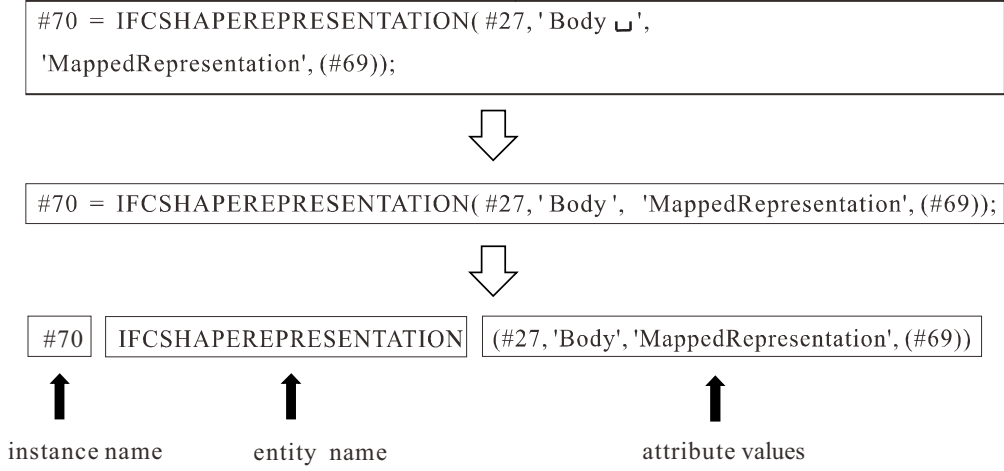 #70 = IFCSHAPEREPRESENTATION( #27, ' Body ␣ ',
'MappedRepresentation', (#69));
#70 = IFCSHAPEREPRESENTATION( #27, ' Body ', 'MappedRepresentation', (#69));
#70 IFCSHAPEREPRESENTATION (#27, 'Body', 'MappedRepresentation', (#69))
instance name entity name attribute values